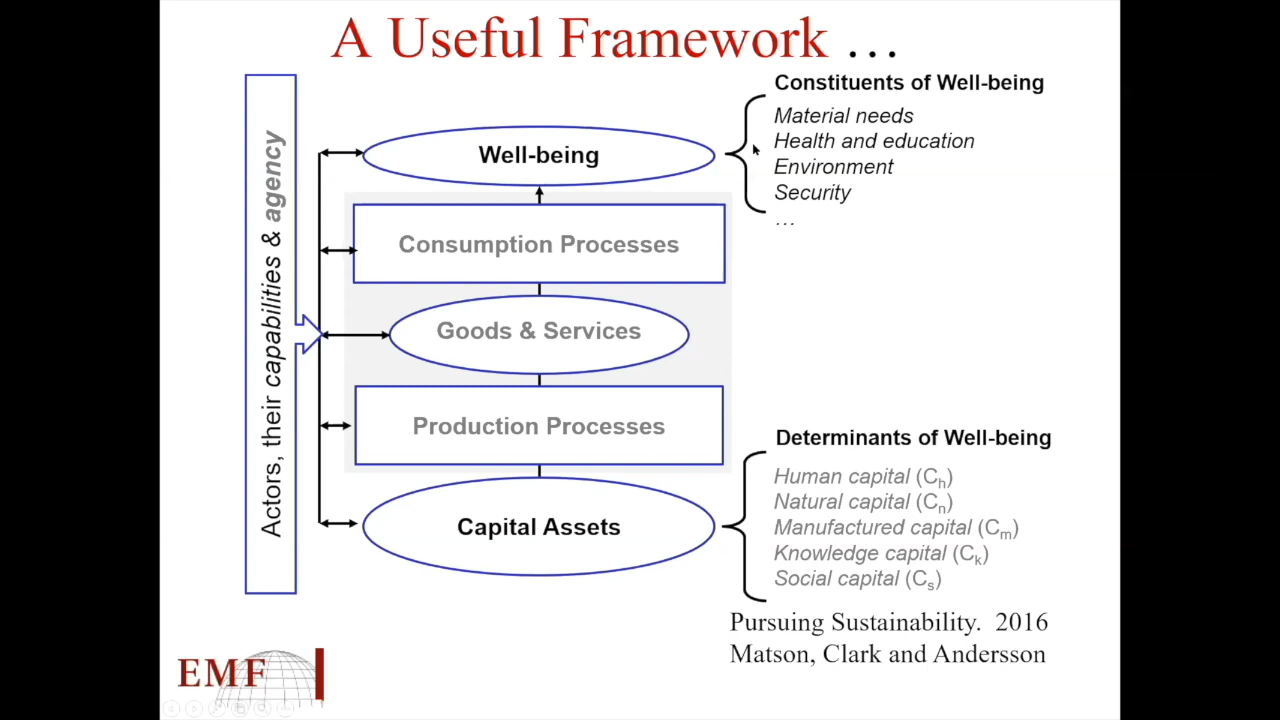 A Useful Framework …
Actors, their capabilities & agency
Well-being
Consumption Processes
Goods & Services
Production Processes
Capital Assets
Constituents of Well-being
Material needs
Health and education
Environment
Security
…
Determinants of Well-being
Human capital (Ch)
Natural capital (Cn)
Manufactured capital (Cm)
Knowledge capital (Ck)
Social capital (Cs)
Pursuing Sustainability. 2016
Matson, Clark and Andersson
EMF